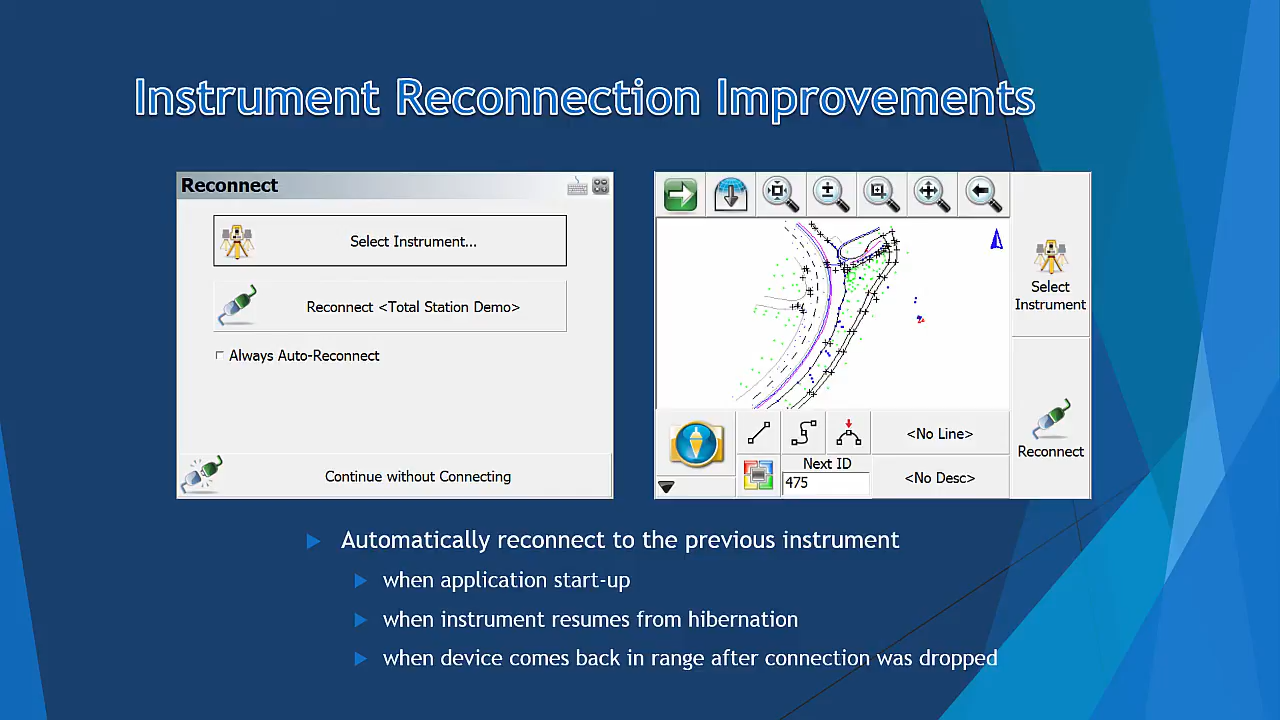 Instrument Reconnection Improvements
Reconnect
Select Instrument...
Reconnect <Total Station Demo>
Always Auto-Reconnect
Continue without Connecting
Select
Instrument
Reconnect
<No Line>
Next ID
475
<No Desc>
Automatically reconnect to the previous instrument
when application start-up
when instrument resumes from hibernation
when device comes back in range after connection was dropped